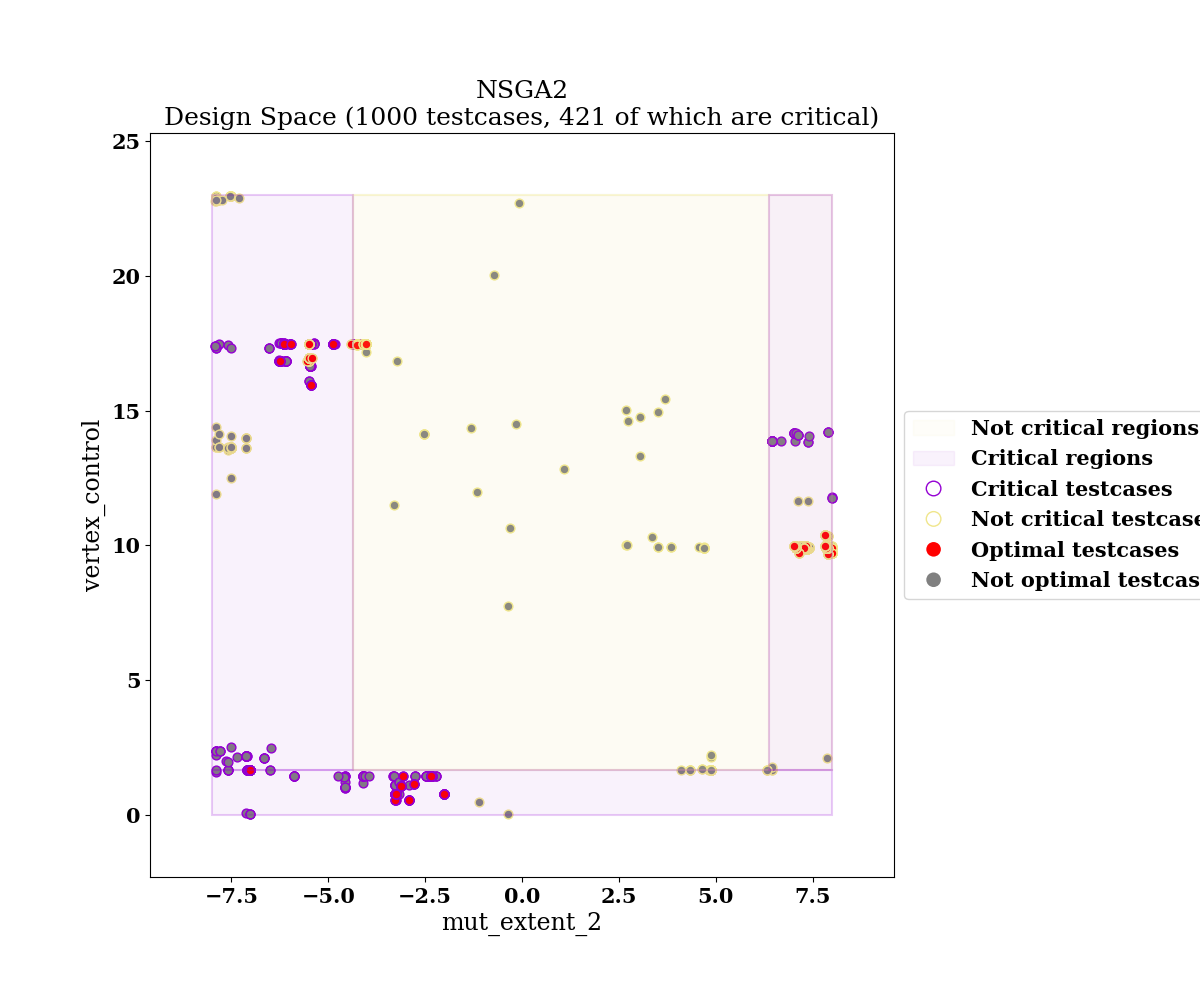 NSGA2
Design Space (1000 testcases, 421 of which are critical)
25
20
15
10
5
0
vertex_control
−7.5
−5.0
−2.5
0.0
2.5
5.0
7.5
mut_extent_2
Not critical regions
Critical regions
Critical testcases
Not critical testcase
Optimal testcases
Not optimal testcas